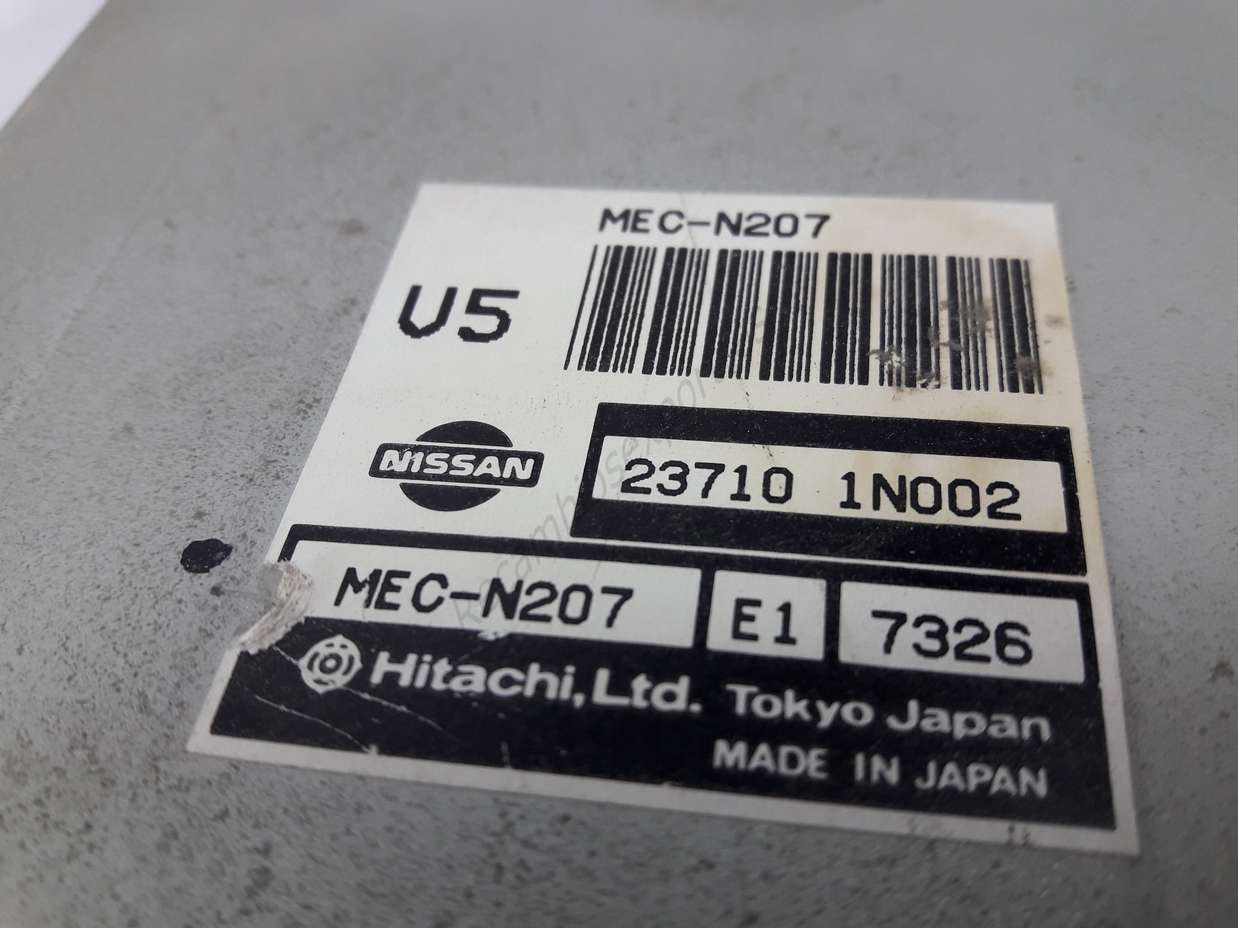 MEC-N207
V5
NISSAN
23710 1N002
MEC-N207 E1 7326
Hitachi, Ltd. Tokyo Japan
MADE IN JAPAN